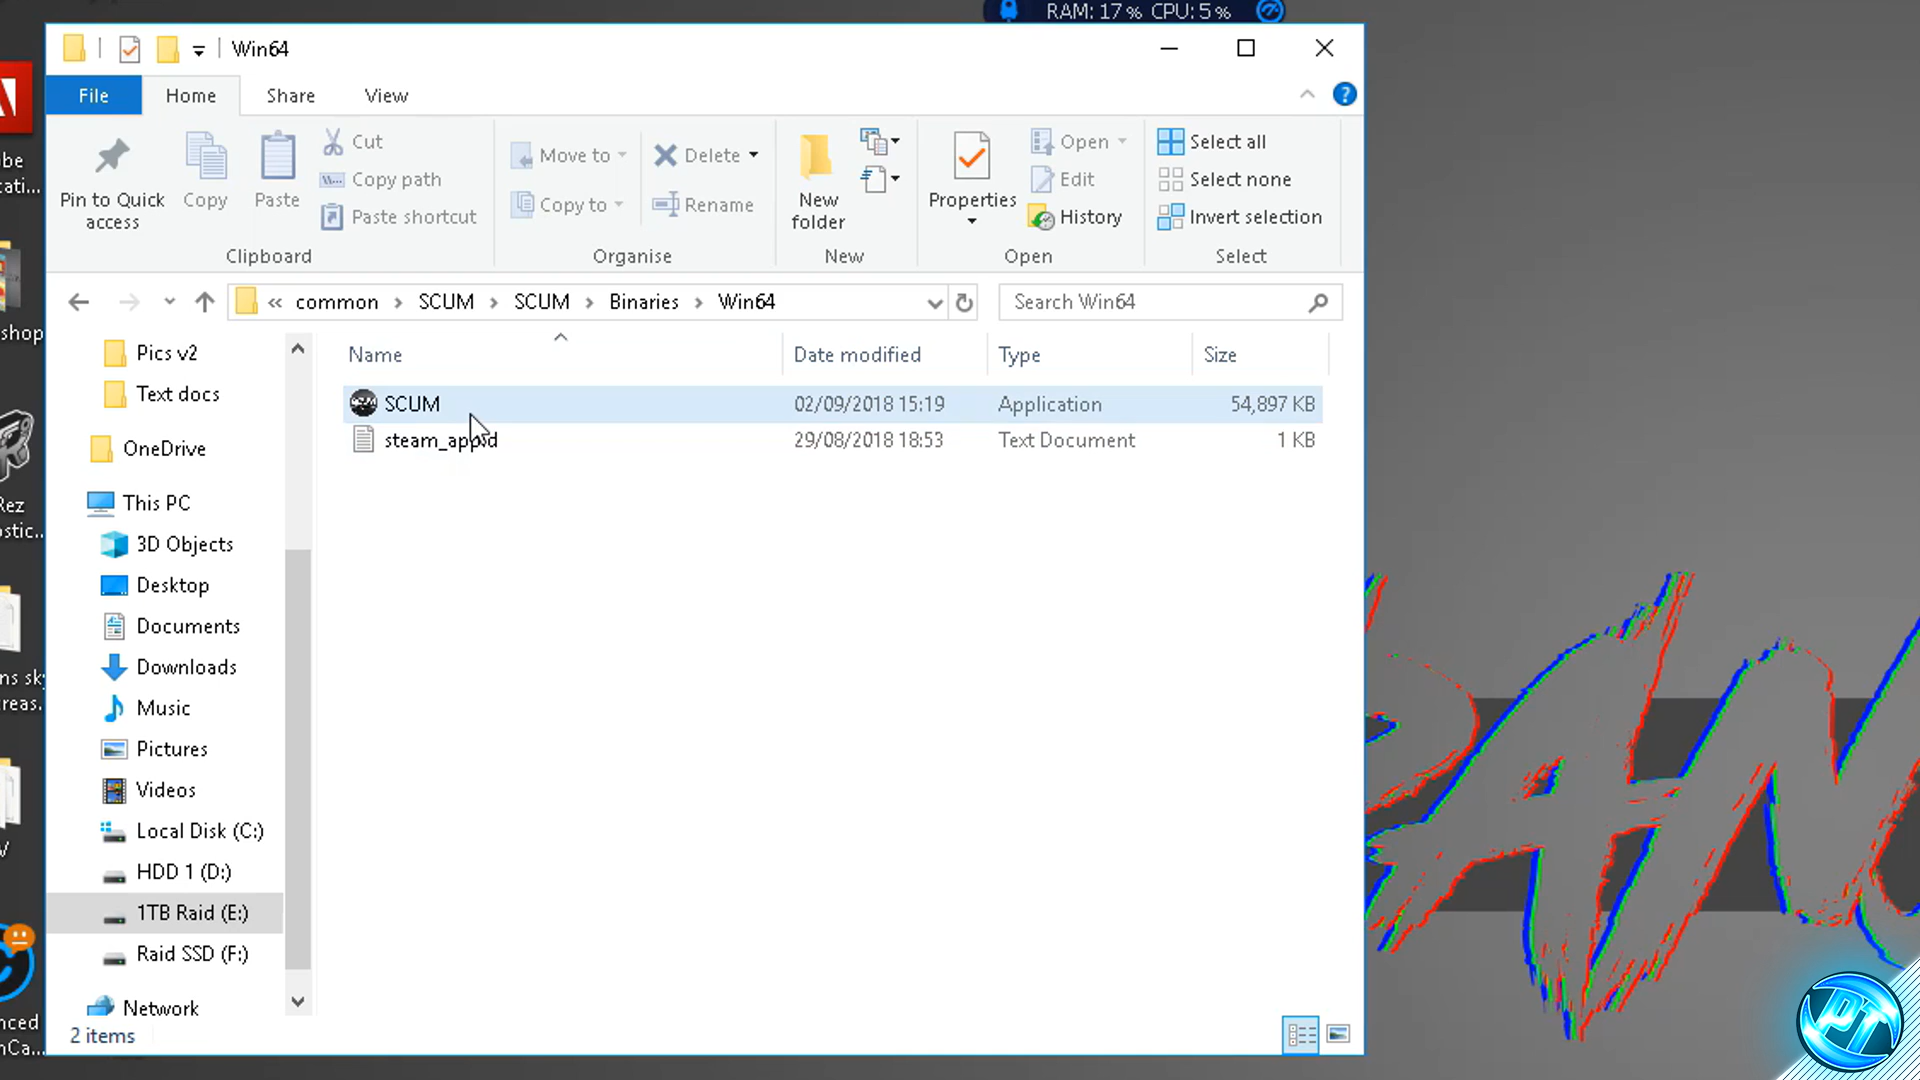 RAM: 17% CPU: 5%
Win64
File Home Share View
Pin to Quick access
Copy
Paste
Cut
Copy path
Paste shortcut
Clipboard
Move to
Copy to
Delete
Rename
Organise
New folder
New
Properties
Open
Edit
History
Open
Select all
Select none
Invert selection
Select
« common > SCUM > SCUM > Binaries > Win64
Search Win64
Name Date modified Type Size
SCUM 02/09/2018 15:19 Application 54,897 KB
steam_appid 29/08/2018 18:53 Text Document 1 KB
Pics v2
Text docs
OneDrive
This PC
3D Objects
Desktop
Documents
Downloads
Music
Pictures
Videos
Local Disk (C:)
HDD 1 (D:)
1TB Raid (E:)
Raid SSD (F:)
Network
2 items
PT